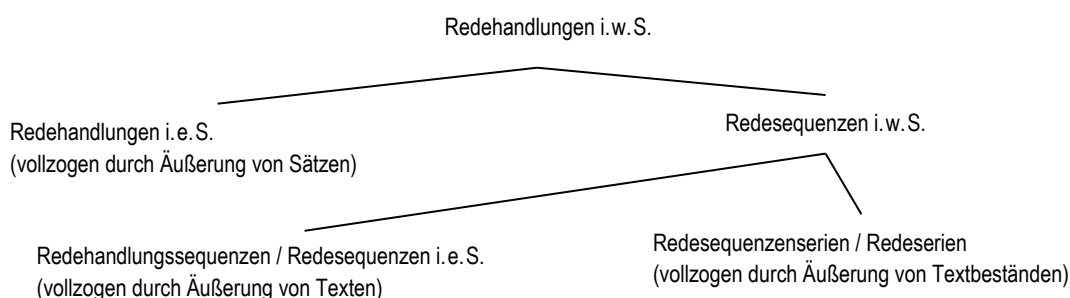 Redehandlungen i.w.S.
Redehandlungen i.e.S.
(vollzogen durch Äußerung von Sätzen)
Redesequenzen i.w.S.
Redehandlungssequenzen / Redesequenzen i.e.S.
(vollzogen durch Äußerung von Texten)
Redesequenzenserien / Redeserien
(vollzogen durch Äußerung von Textbeständen)